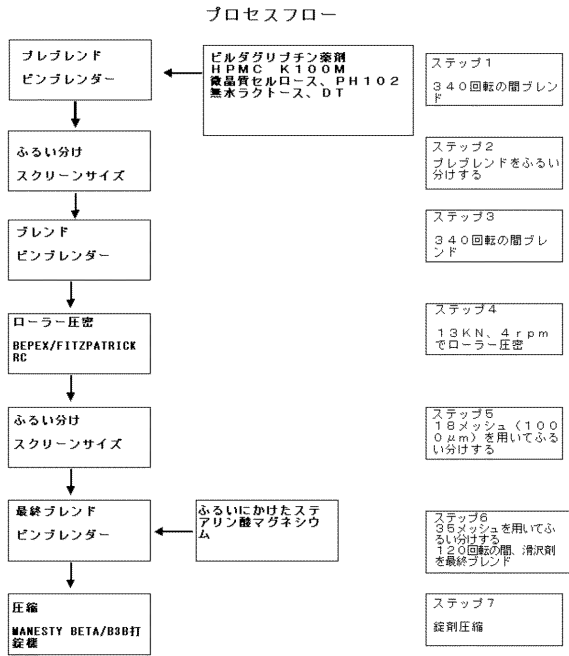 プロセスフロー
プレブレンド
ビンブレンダー
ビルダグリプチン薬剤
HPMC K100M
微晶質セルロース、PH102
無水ラクトース、DT
ステップ1
340回転の間ブレン
ド
ふるい分け
スクリーンサイズ
ステップ2
プレブレンドをふるい
分けする
ブレンド
ビンブレンダー
ステップ3
340回転の間ブレ
ンド
ローラー圧密
BEPEX/FITZPATRICK
RC
ステップ4
13KN、4rpm
でローラー圧密
ふるい分け
スクリーンサイズ
ステップ5
18メッシュ(100
0μm)を用いてふる
い分けする
最終ブレンド
ビンブレンダー
ふるいにかけたステ
アリン酸マグネシウ
ム
ステップ6
35メッシュを用いてふ
るい分けする
120回転の間、滑沢剤
を最終ブレンド
圧縮
MANESTY BETA/B3B打
錠機
ステップ7
錠剤圧縮